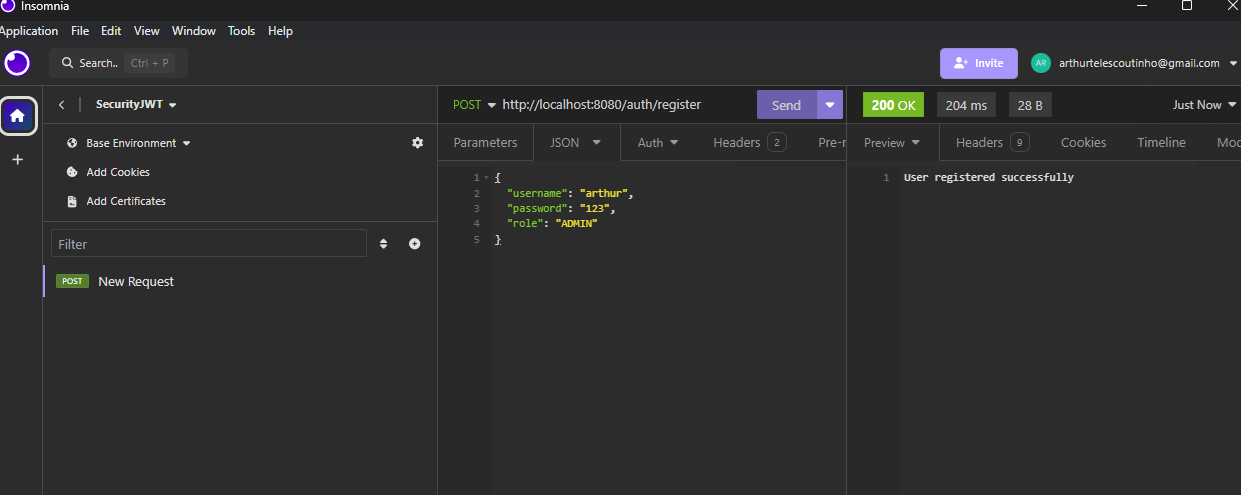 Insomnia
Application File Edit View Window Tools Help
Search.. Ctrl + P
Invite
AR
arthurtelescoutinho@gmail.com
SecurityJWT
POST http://localhost:8080/auth/register Send
200 OK 204 ms 28 B Just Now
Base Environment
Add Cookies
Add Certificates
Filter
POST New Request
Parameters JSON Auth Headers 2 Pre-r
1 {
2 "username": "arthur",
3 "password": "123",
4 "role": "ADMIN"
5 }
Preview Headers 9 Cookies Timeline Moc
1 User registered successfully